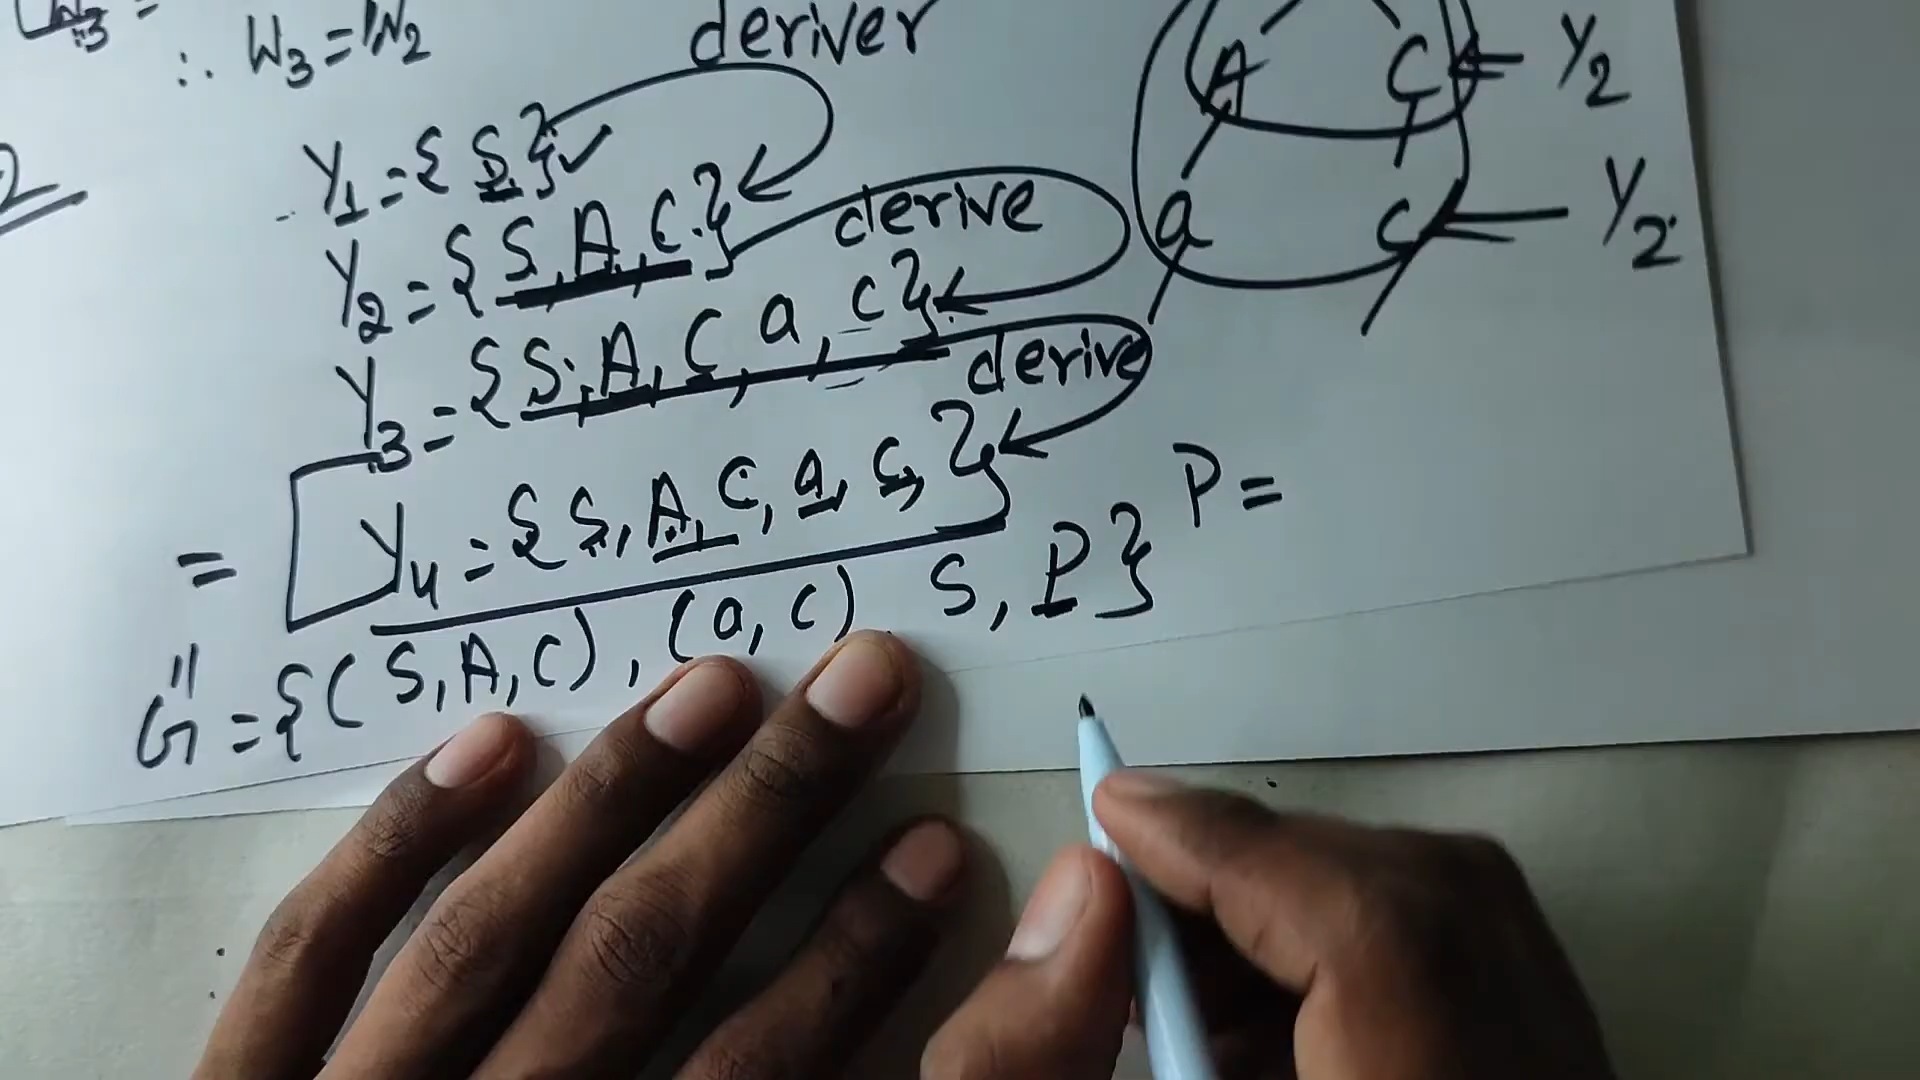 ∴ W3 = W2
deriver
Y1 = { S }
Y2 = { S, A, C }
derive
Y3 = { S, A, C, a, c }
derive
= Y4 = { S, A, C, a, c, }
P =
G" = { ( S, A, C ), ( a, c ) S, P }
A C Y2
a c Y2